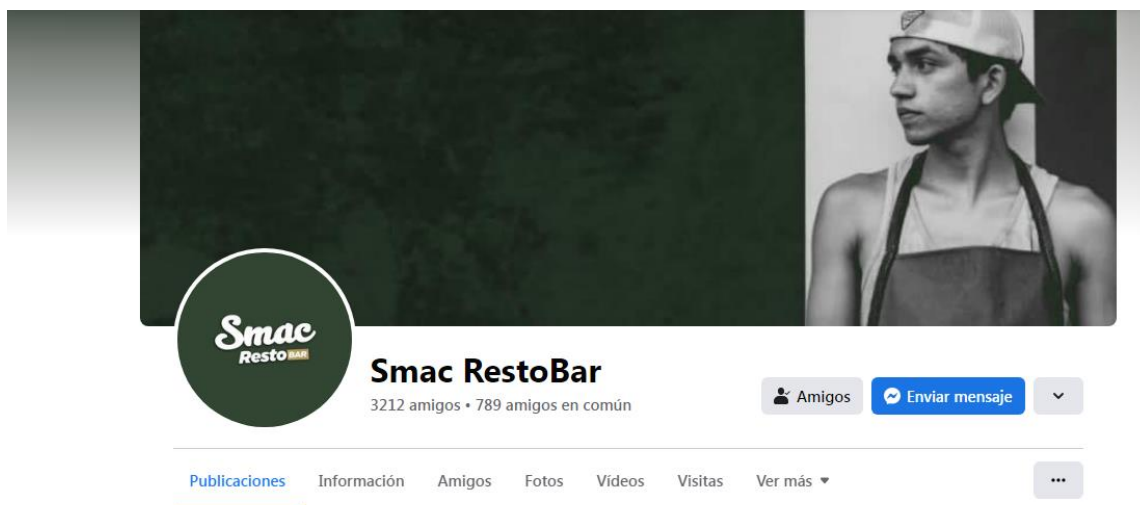 Smac
Resto BAR
Smac RestoBar
3212 amigos • 789 amigos en común
Amigos
Enviar mensaje
Publicaciones Información Amigos Fotos Vídeos Visitas Ver más